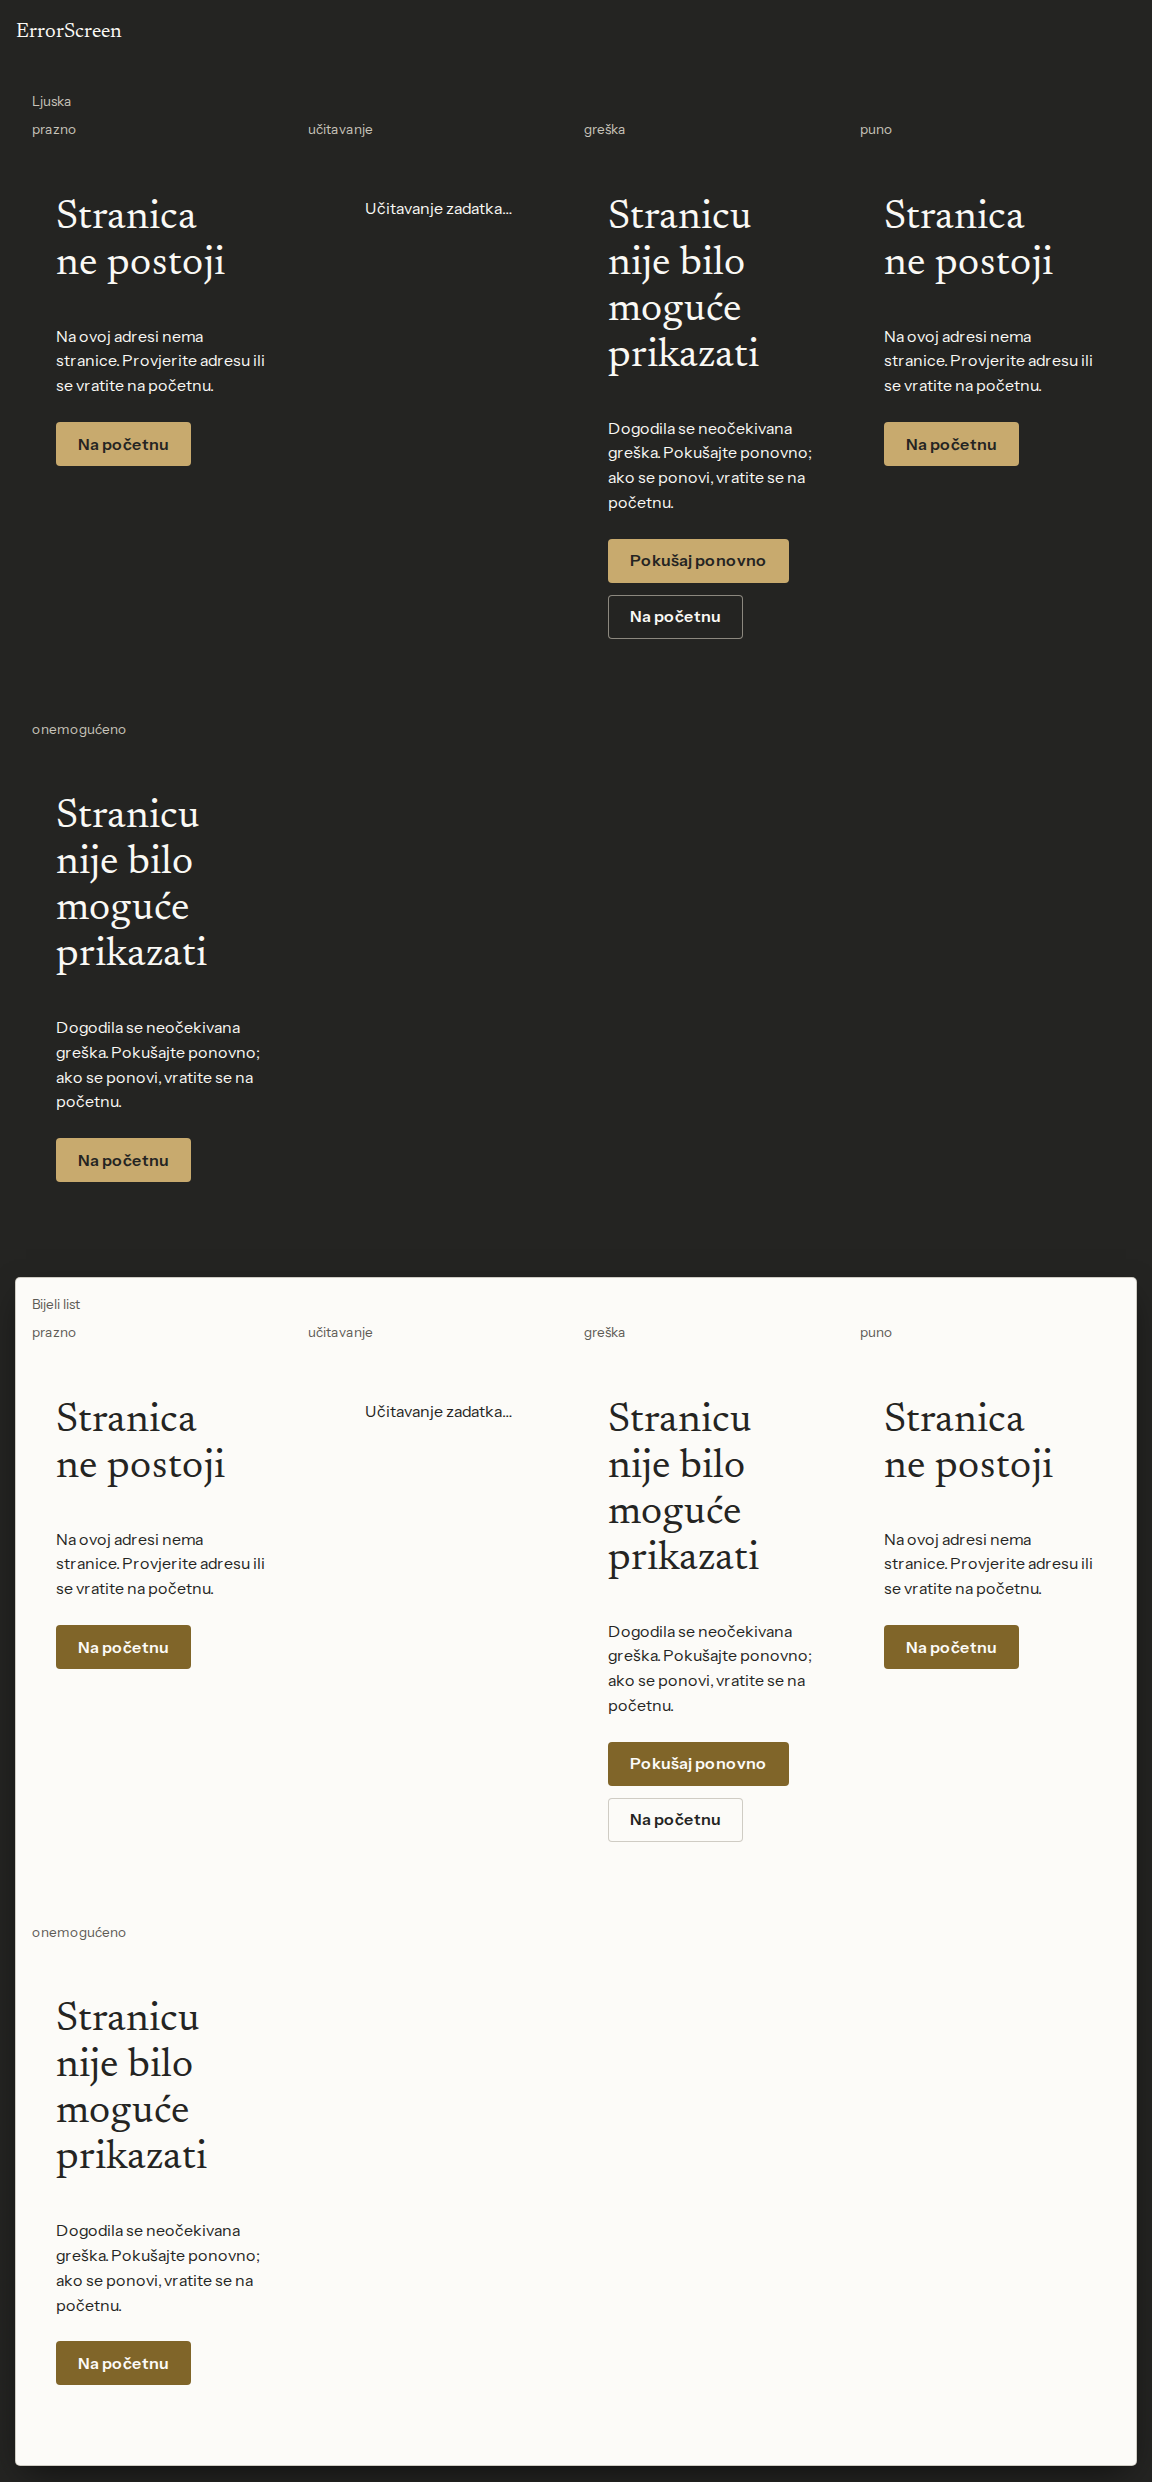 ErrorScreen
Ljuska
prazno
učitavanje
greška
puno
Stranica
ne postoji
Na ovoj adresi nema
stranice. Provjerite adresu ili
se vratite na početnu.
Na početnu
Učitavanje zadatka…
Stranicu
nije bilo
moguće
prikazati
Dogodila se neočekivana
greška. Pokušajte ponovno;
ako se ponovi, vratite se na
početnu.
Pokušaj ponovno
Na početnu
Stranica
ne postoji
Na ovoj adresi nema
stranice. Provjerite adresu ili
se vratite na početnu.
Na početnu
onemogućeno
Stranicu
nije bilo
moguće
prikazati
Dogodila se neočekivana
greška. Pokušajte ponovno;
ako se ponovi, vratite se na
početnu.
Na početnu
Bijeli list
prazno
učitavanje
greška
puno
Stranica
ne postoji
Na ovoj adresi nema
stranice. Provjerite adresu ili
se vratite na početnu.
Na početnu
Učitavanje zadatka…
Stranicu
nije bilo
moguće
prikazati
Dogodila se neočekivana
greška. Pokušajte ponovno;
ako se ponovi, vratite se na
početnu.
Pokušaj ponovno
Na početnu
Stranica
ne postoji
Na ovoj adresi nema
stranice. Provjerite adresu ili
se vratite na početnu.
Na početnu
onemogućeno
Stranicu
nije bilo
moguće
prikazati
Dogodila se neočekivana
greška. Pokušajte ponovno;
ako se ponovi, vratite se na
početnu.
Na početnu